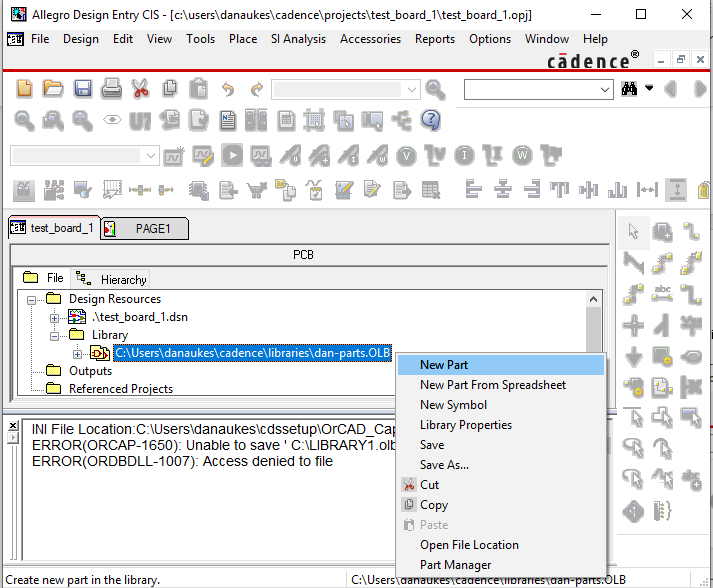 Allegro Design Entry CIS - [c:\users\danaukes\cadence\projects\test_board_1\test_board_1.opj]
File Design Edit View Tools Place SI Analysis Accessories Reports Options Window Help
cādence®
U?
abc
V I W
test_board_1 PAGE1
PCB
File Hierarchy
Design Resources
.\test_board_1.dsn
Library
C:\Users\danaukes\cadence\libraries\dan-parts.OLB
Outputs
Referenced Projects
New Part
New Part From Spreadsheet
New Symbol
Library Properties
Save
Save As...
Cut
Copy
Paste
Open File Location
Part Manager
INI File Location:C:\Users\danaukes\cdssetup\OrCAD_Cap
ERROR(ORCAP-1650): Unable to save ' C:\LIBRARY1.olb
ERROR(ORDBDLL-1007): Access denied to file
Create new part in the library.
C:\Users\danaukes\cadence\libraries\dan-parts.OLB